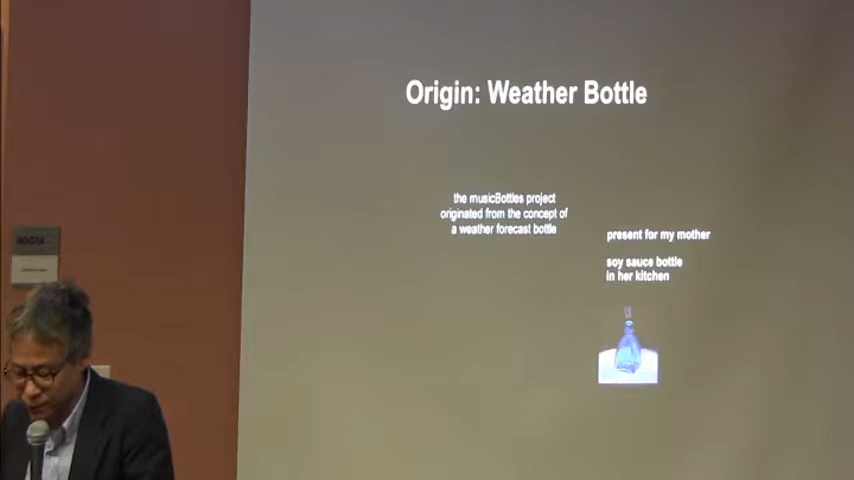 Origin: Weather Bottle
the musicBottles project
originated from the concept of
a weather forecast bottle
present for my mother
soy sauce bottle
in her kitchen